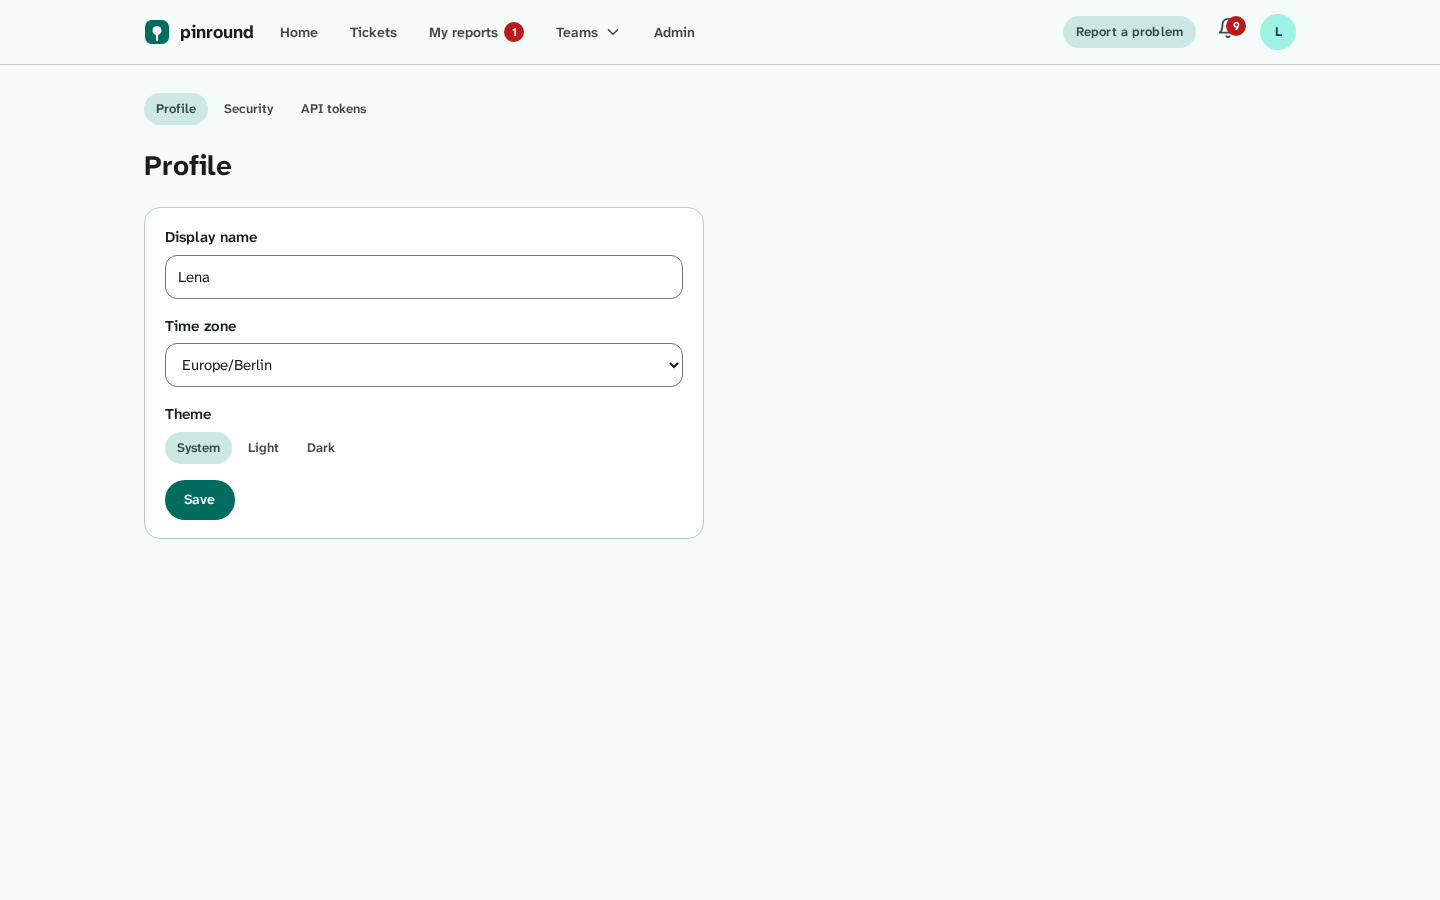 pinround Home Tickets My reports 1 Teams Admin Report a problem 9 L
Profile Security API tokens
Profile
Display name
Lena
Time zone
Europe/Berlin
Theme
System Light Dark
Save